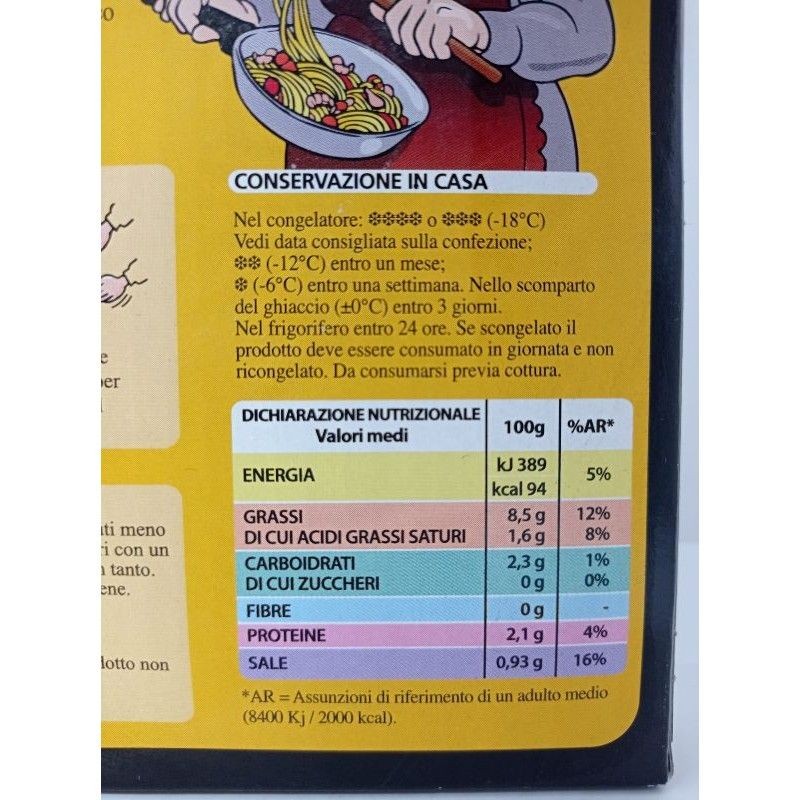 CONSERVAZIONE IN CASA
Nel congelatore: ❄❄❄❄ o ❄❄❄ (-18°C)
Vedi data consigliata sulla confezione;
❄❄ (-12°C) entro un mese;
❄ (-6°C) entro una settimana. Nello scomparto
del ghiaccio (±0°C) entro 3 giorni.
Nel frigorifero entro 24 ore. Se scongelato il
prodotto deve essere consumato in giornata e non
ricongelato. Da consumarsi previa cottura.
DICHIARAZIONE NUTRIZIONALE
Valori medi 100g %AR*
ENERGIA kJ 389
kcal 94 5%
GRASSI 8,5 g 12%
DI CUI ACIDI GRASSI SATURI 1,6 g 8%
CARBOIDRATI 2,3 g 1%
DI CUI ZUCCHERI 0 g 0%
FIBRE 0 g -
PROTEINE 2,1 g 4%
SALE 0,93 g 16%
*AR = Assunzioni di riferimento di un adulto medio
(8400 Kj / 2000 kcal).
meno
con un
tanto.
non